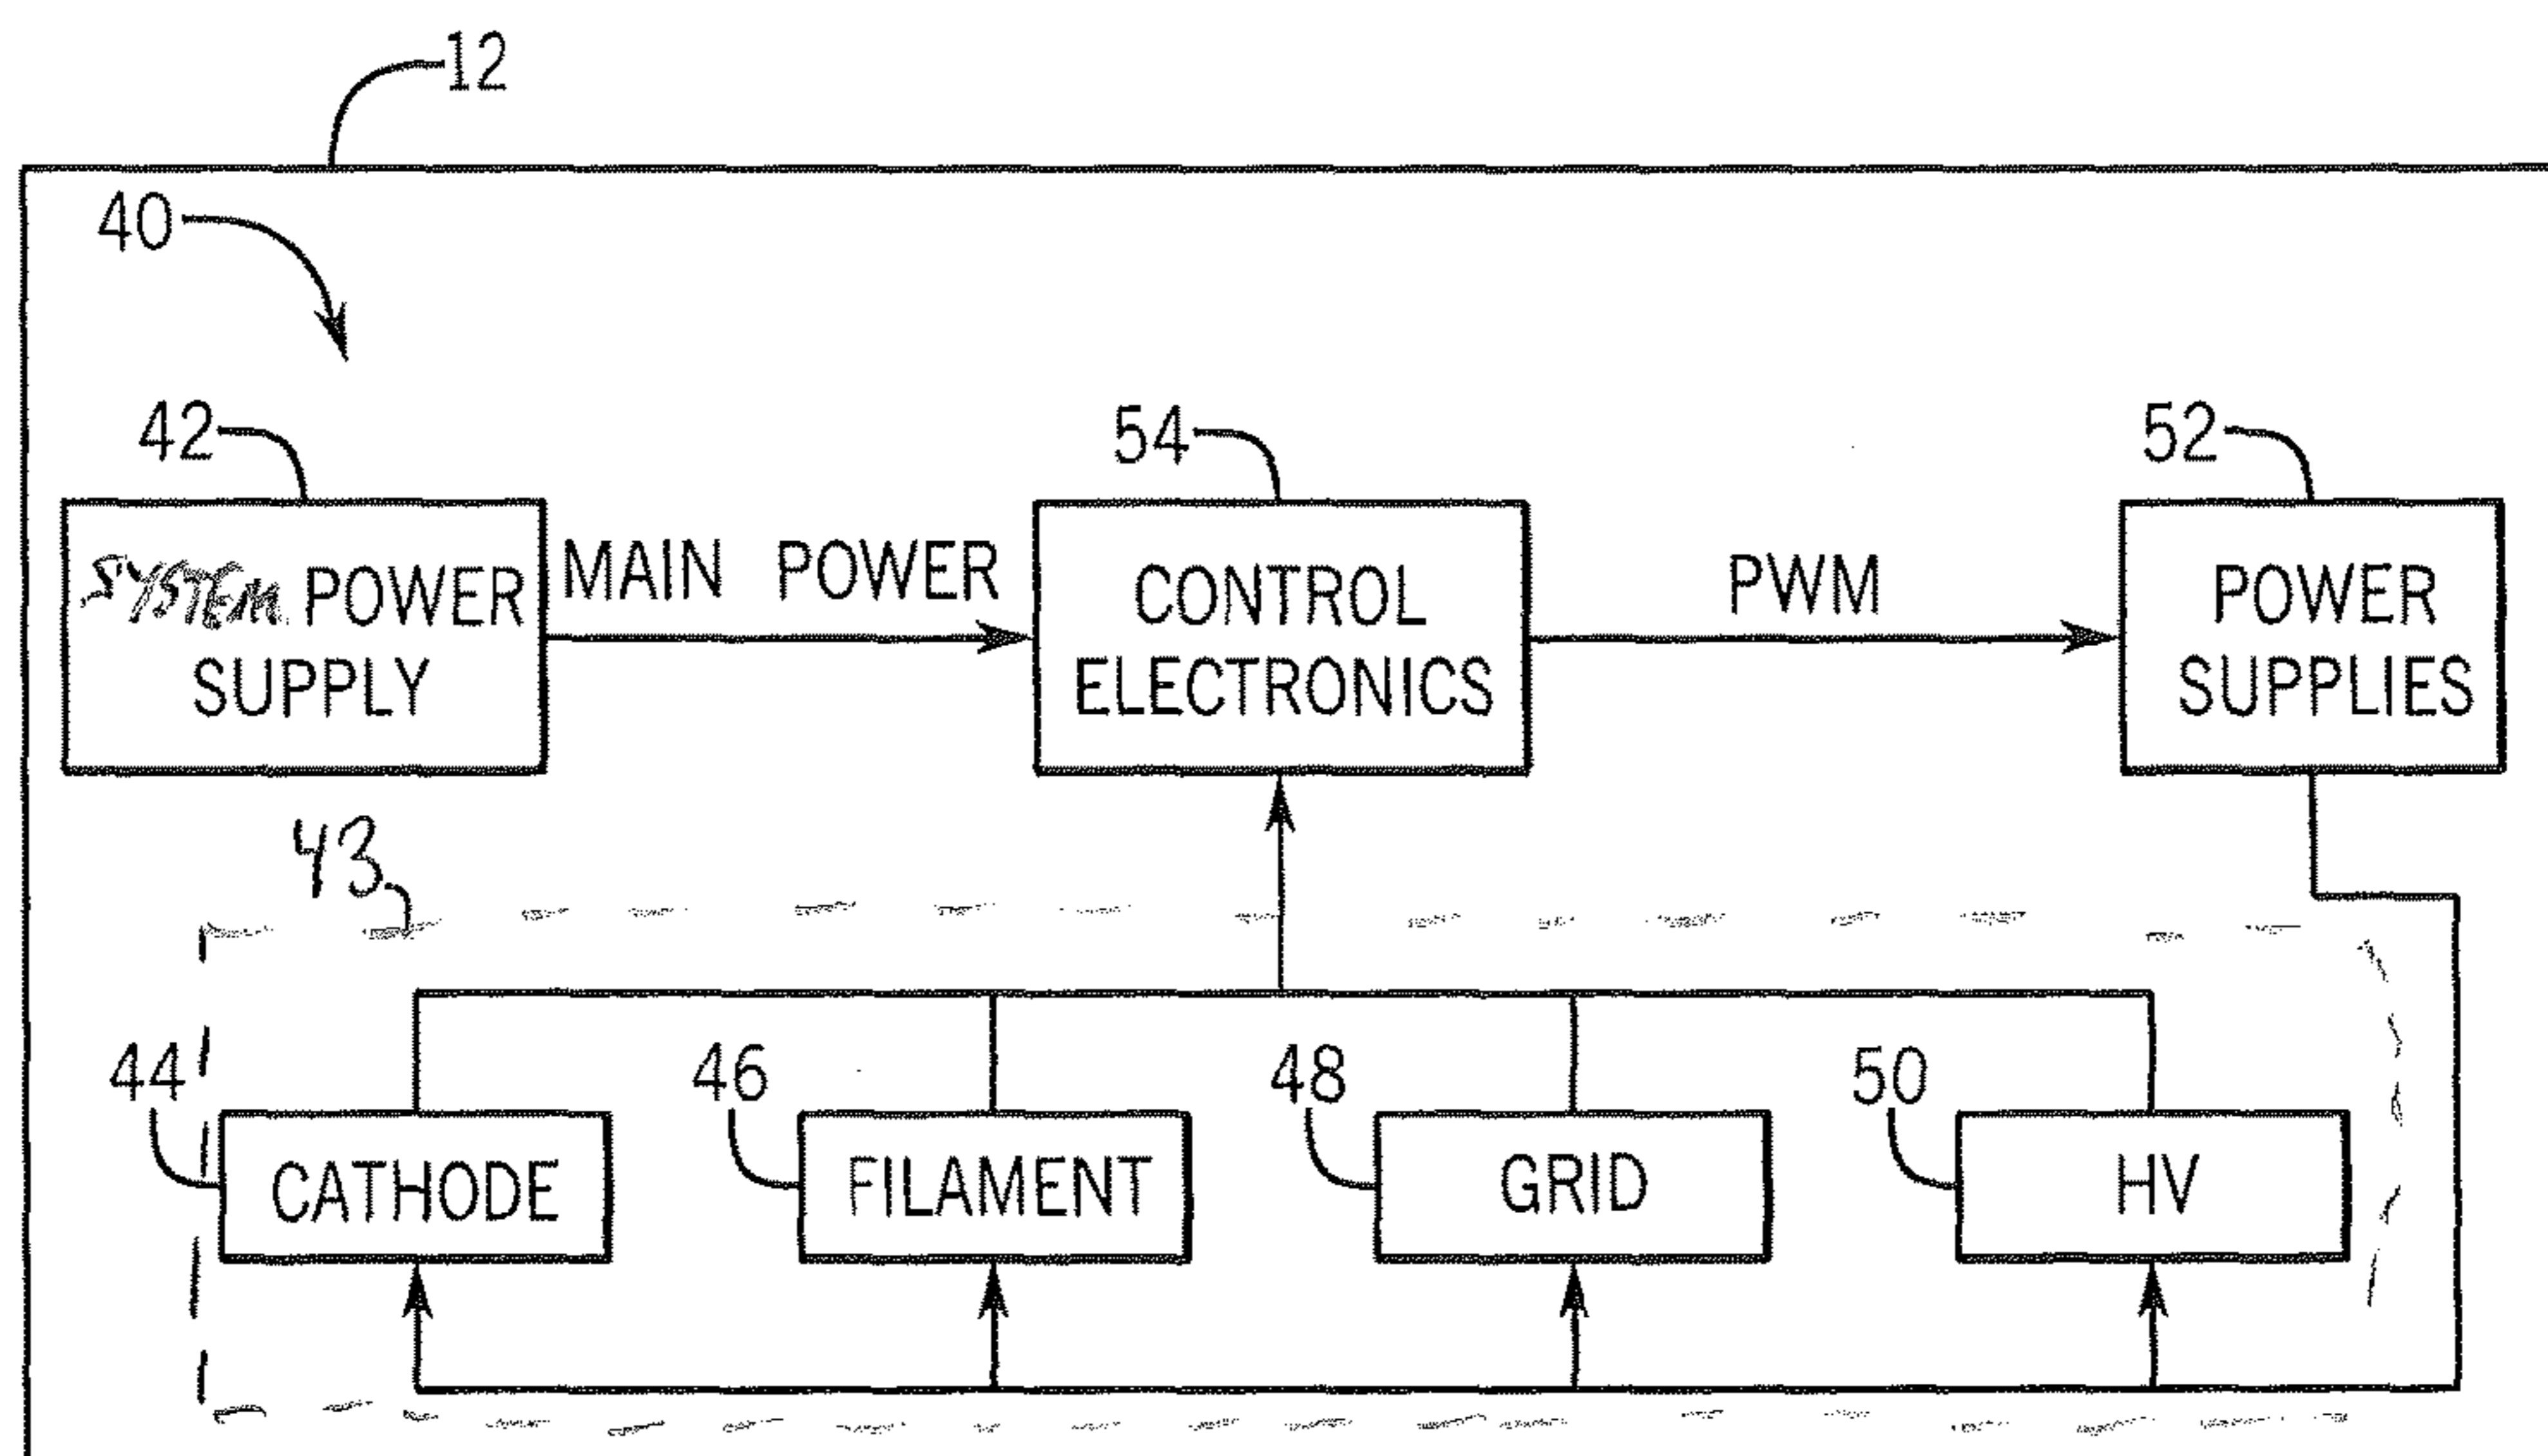 12
40
42
54
52
SYSTEM POWER
SUPPLY
MAIN POWER
CONTROL
ELECTRONICS
PWM
POWER
SUPPLIES
43
44
46
48
50
CATHODE
FILAMENT
GRID
HV